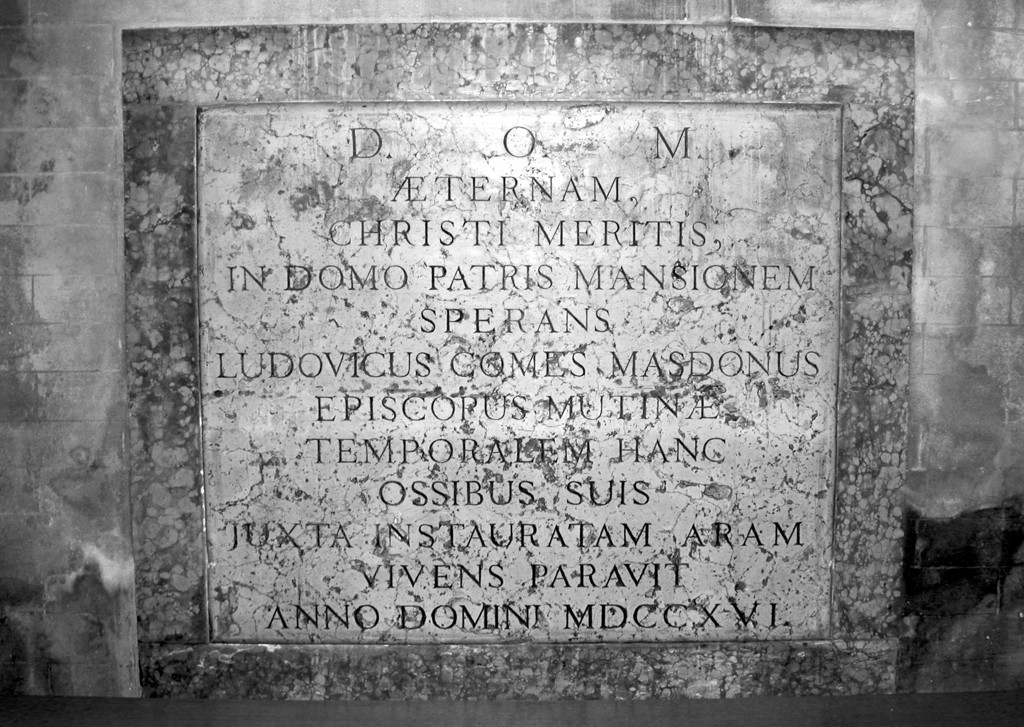 D. O M.
ÆTERNAM,
CHRISTI MERITIS,
IN DOMO PATRIS MANSIONEM
SPERANS
LUDOVICUS COMES MASDONUS
EPISCOPUS MUTINÆ
TEMPORALEM HANC
OSSIBUS SUIS
JUXTA INSTAURATAM ARAM
VIVENS PARAVIT
ANNO DOMINI MDCCXVI.